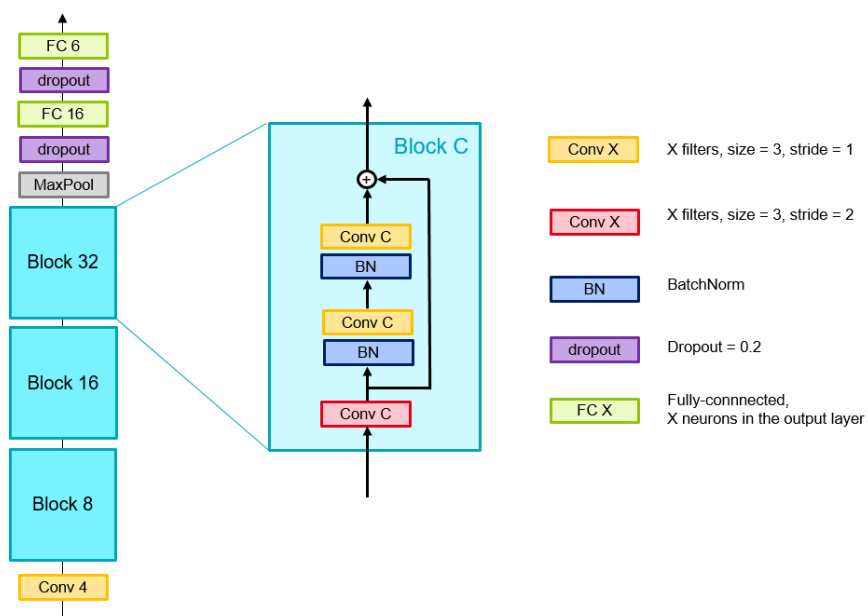 FC 6
dropout
FC 16
dropout
MaxPool
Block 32
Block 16
Block 8
Conv 4
Block C
+
Conv C
BN
Conv C
BN
Conv C
Conv X
X filters, size = 3, stride = 1
Conv X
X filters, size = 3, stride = 2
BN
BatchNorm
dropout
Dropout = 0.2
FC X
Fully-connnected,
X neurons in the output layer